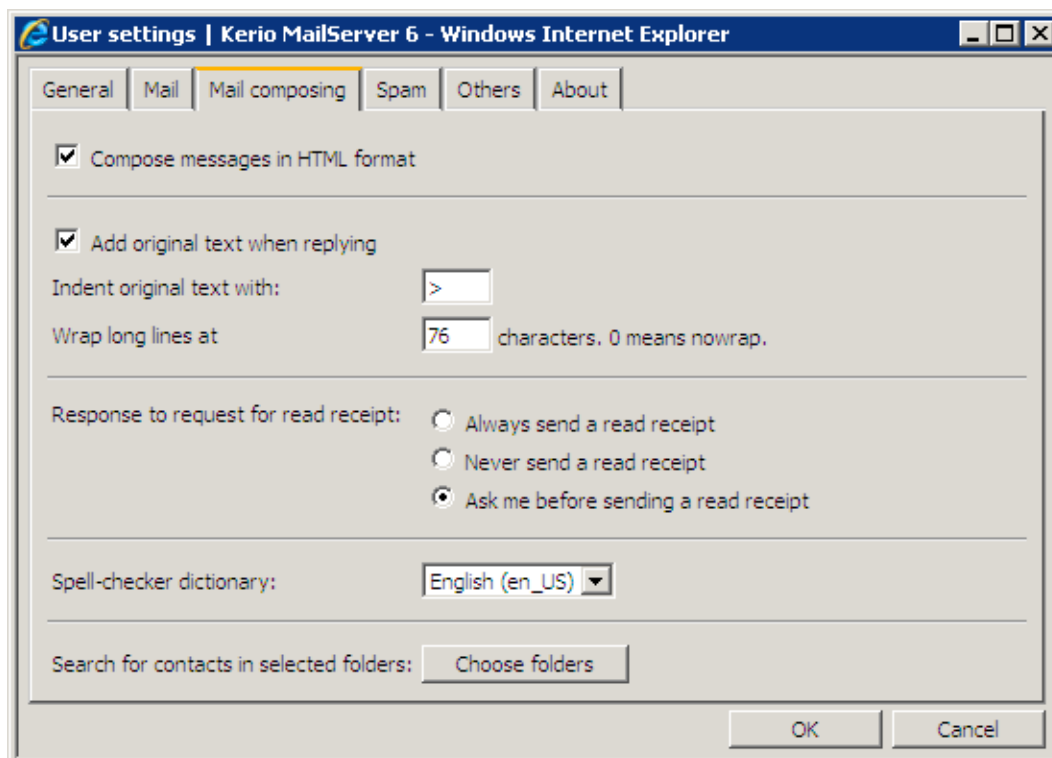 User settings | Kerio MailServer 6 - Windows Internet Explorer
General Mail Mail composing Spam Others About
Compose messages in HTML format
Add original text when replying
Indent original text with: >
Wrap long lines at 76 characters. 0 means nowrap.
Response to request for read receipt: Always send a read receipt
Never send a read receipt
Ask me before sending a read receipt
Spell-checker dictionary: English (en_US)
Search for contacts in selected folders: Choose folders
OK Cancel